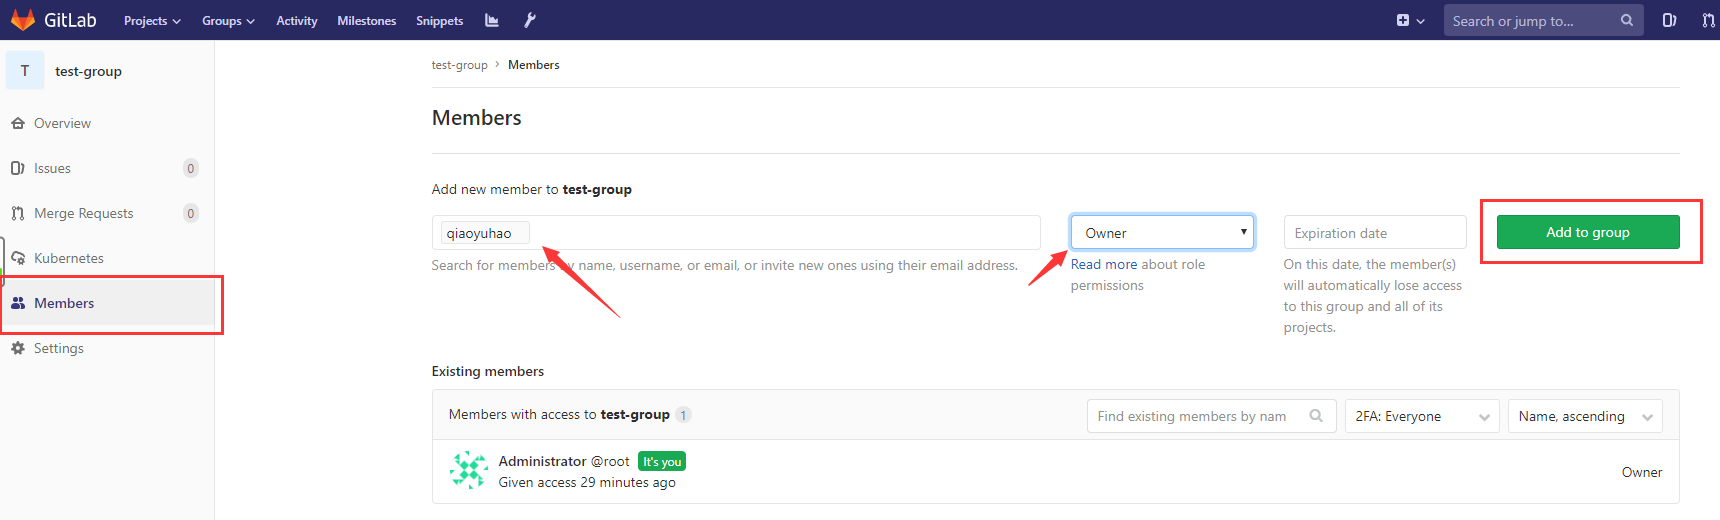 GitLab Projects Groups Activity Milestones Snippets Search or jump to...
T test-group
Overview
Issues 0
Merge Requests 0
Kubernetes
Members
Settings
test-group › Members
Members
Add new member to test-group
qiaoyuhao
Search for members by name, username, or email, or invite new ones using their email address.
Owner
Read more about role
permissions
Expiration date
On this date, the member(s)
will automatically lose access
to this group and all of its
projects.
Add to group
Existing members
Members with access to test-group 1
Find existing members by nam
2FA: Everyone
Name, ascending
Administrator @root It's you
Given access 29 minutes ago
Owner